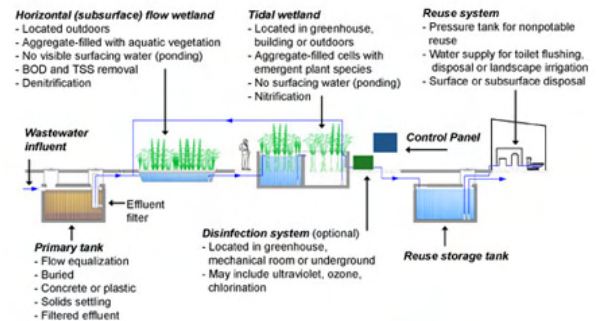 Horizontal (subsurface) flow wetland
- Located outdoors
- Aggregate-filled with aquatic vegetation
- No visible surfacing water (ponding)
- BOD and TSS removal
- Denitrification
Tidal wetland
- Located in greenhouse,
building or outdoors
- Aggregate-filled cells with
emergent plant species
- No surfacing water (ponding)
- Nitrification
Reuse system
- Pressure tank for nonpotable
reuse
- Water supply for toilet flushing,
disposal or landscape irrigation
- Surface or subsurface disposal
Wastewater
influent
Control Panel
Effluent
filter
Primary tank
- Flow equalization
- Buried
- Concrete or plastic
- Solids settling
- Filtered effluent
Disinfection system (optional)
- Located in greenhouse,
mechanical room or underground
- May include ultraviolet, ozone,
chlorination
Reuse storage tank